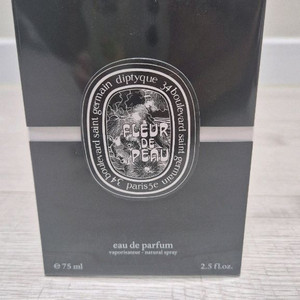 diptyque 34 boulevard saint germain paris5e 34 boulevard saint germain
FLEUR
DE
PEAU
eau de parfum
vaporisateur - natural spray
℮ 75 ml 2.5 fl.oz.